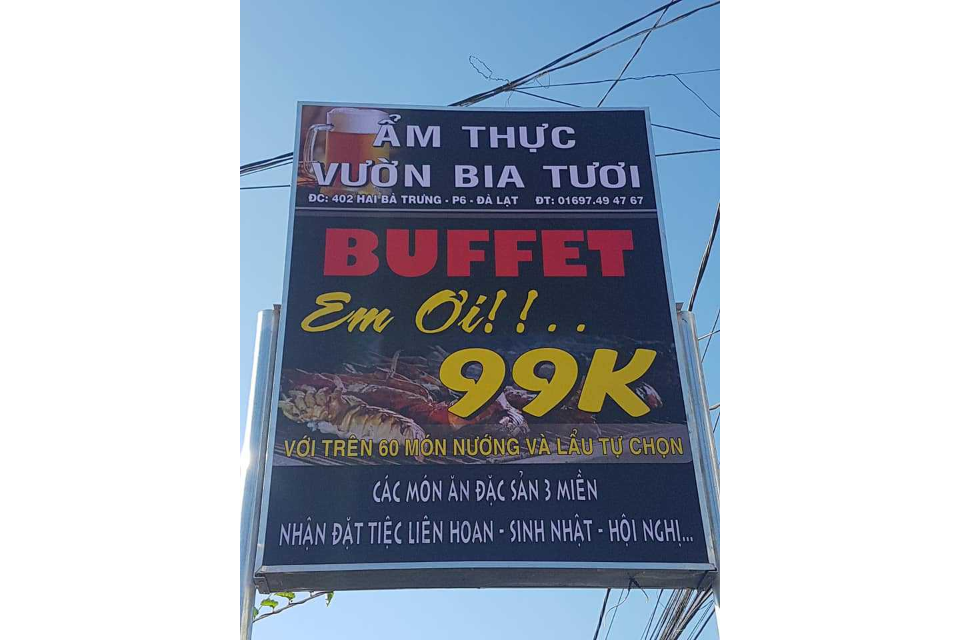 ẨM THỰC
VƯỜN BIA TƯƠI
ĐC: 402 HAI BÀ TRƯNG - P6 - ĐÀ LẠT ĐT: 01697.49 47 67
BUFFET
Em Ơi!!..
99K
VỚI TRÊN 60 MÓN NƯỚNG VÀ LẨU TỰ CHỌN
CÁC MÓN ĂN ĐẶC SẢN 3 MIỀN
NHẬN ĐẶT TIỆC LIÊN HOAN - SINH NHẬT - HỘI NGHỊ...